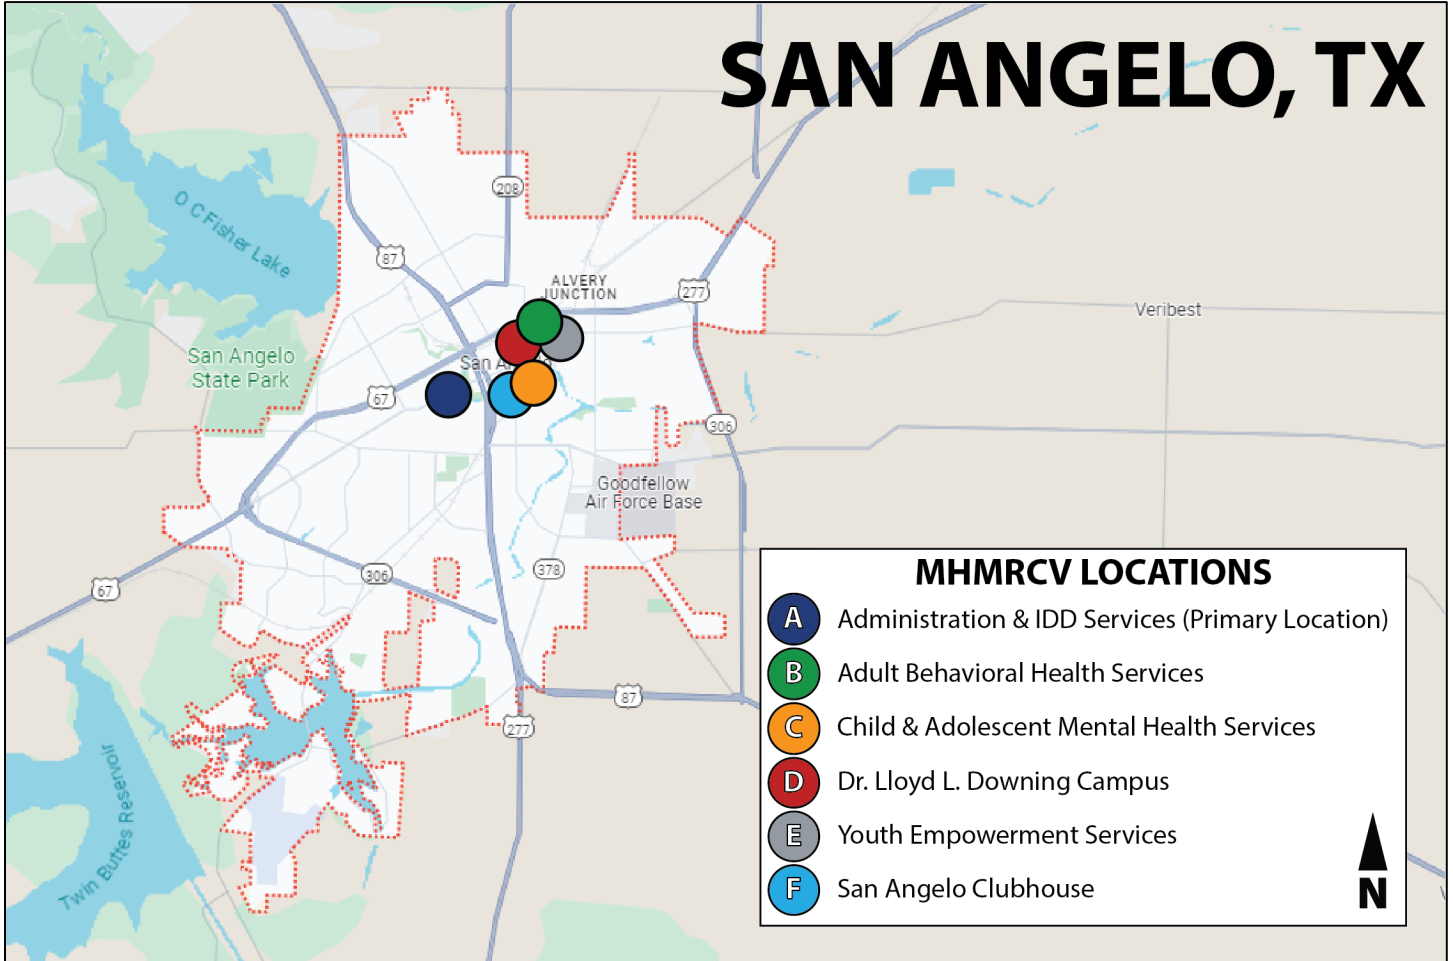 SAN ANGELO, TX
O C Fisher Lake
208
87
ALVERY
JUNCTION
277
Veribest
San Angelo
State Park
San An
67
306
Goodfellow
Air Force Base
306
378
67
87
277
Twin Buttes Reservoir
MHMRCV LOCATIONS
A Administration & IDD Services (Primary Location)
B Adult Behavioral Health Services
C Child & Adolescent Mental Health Services
D Dr. Lloyd L. Downing Campus
E Youth Empowerment Services
F San Angelo Clubhouse
N